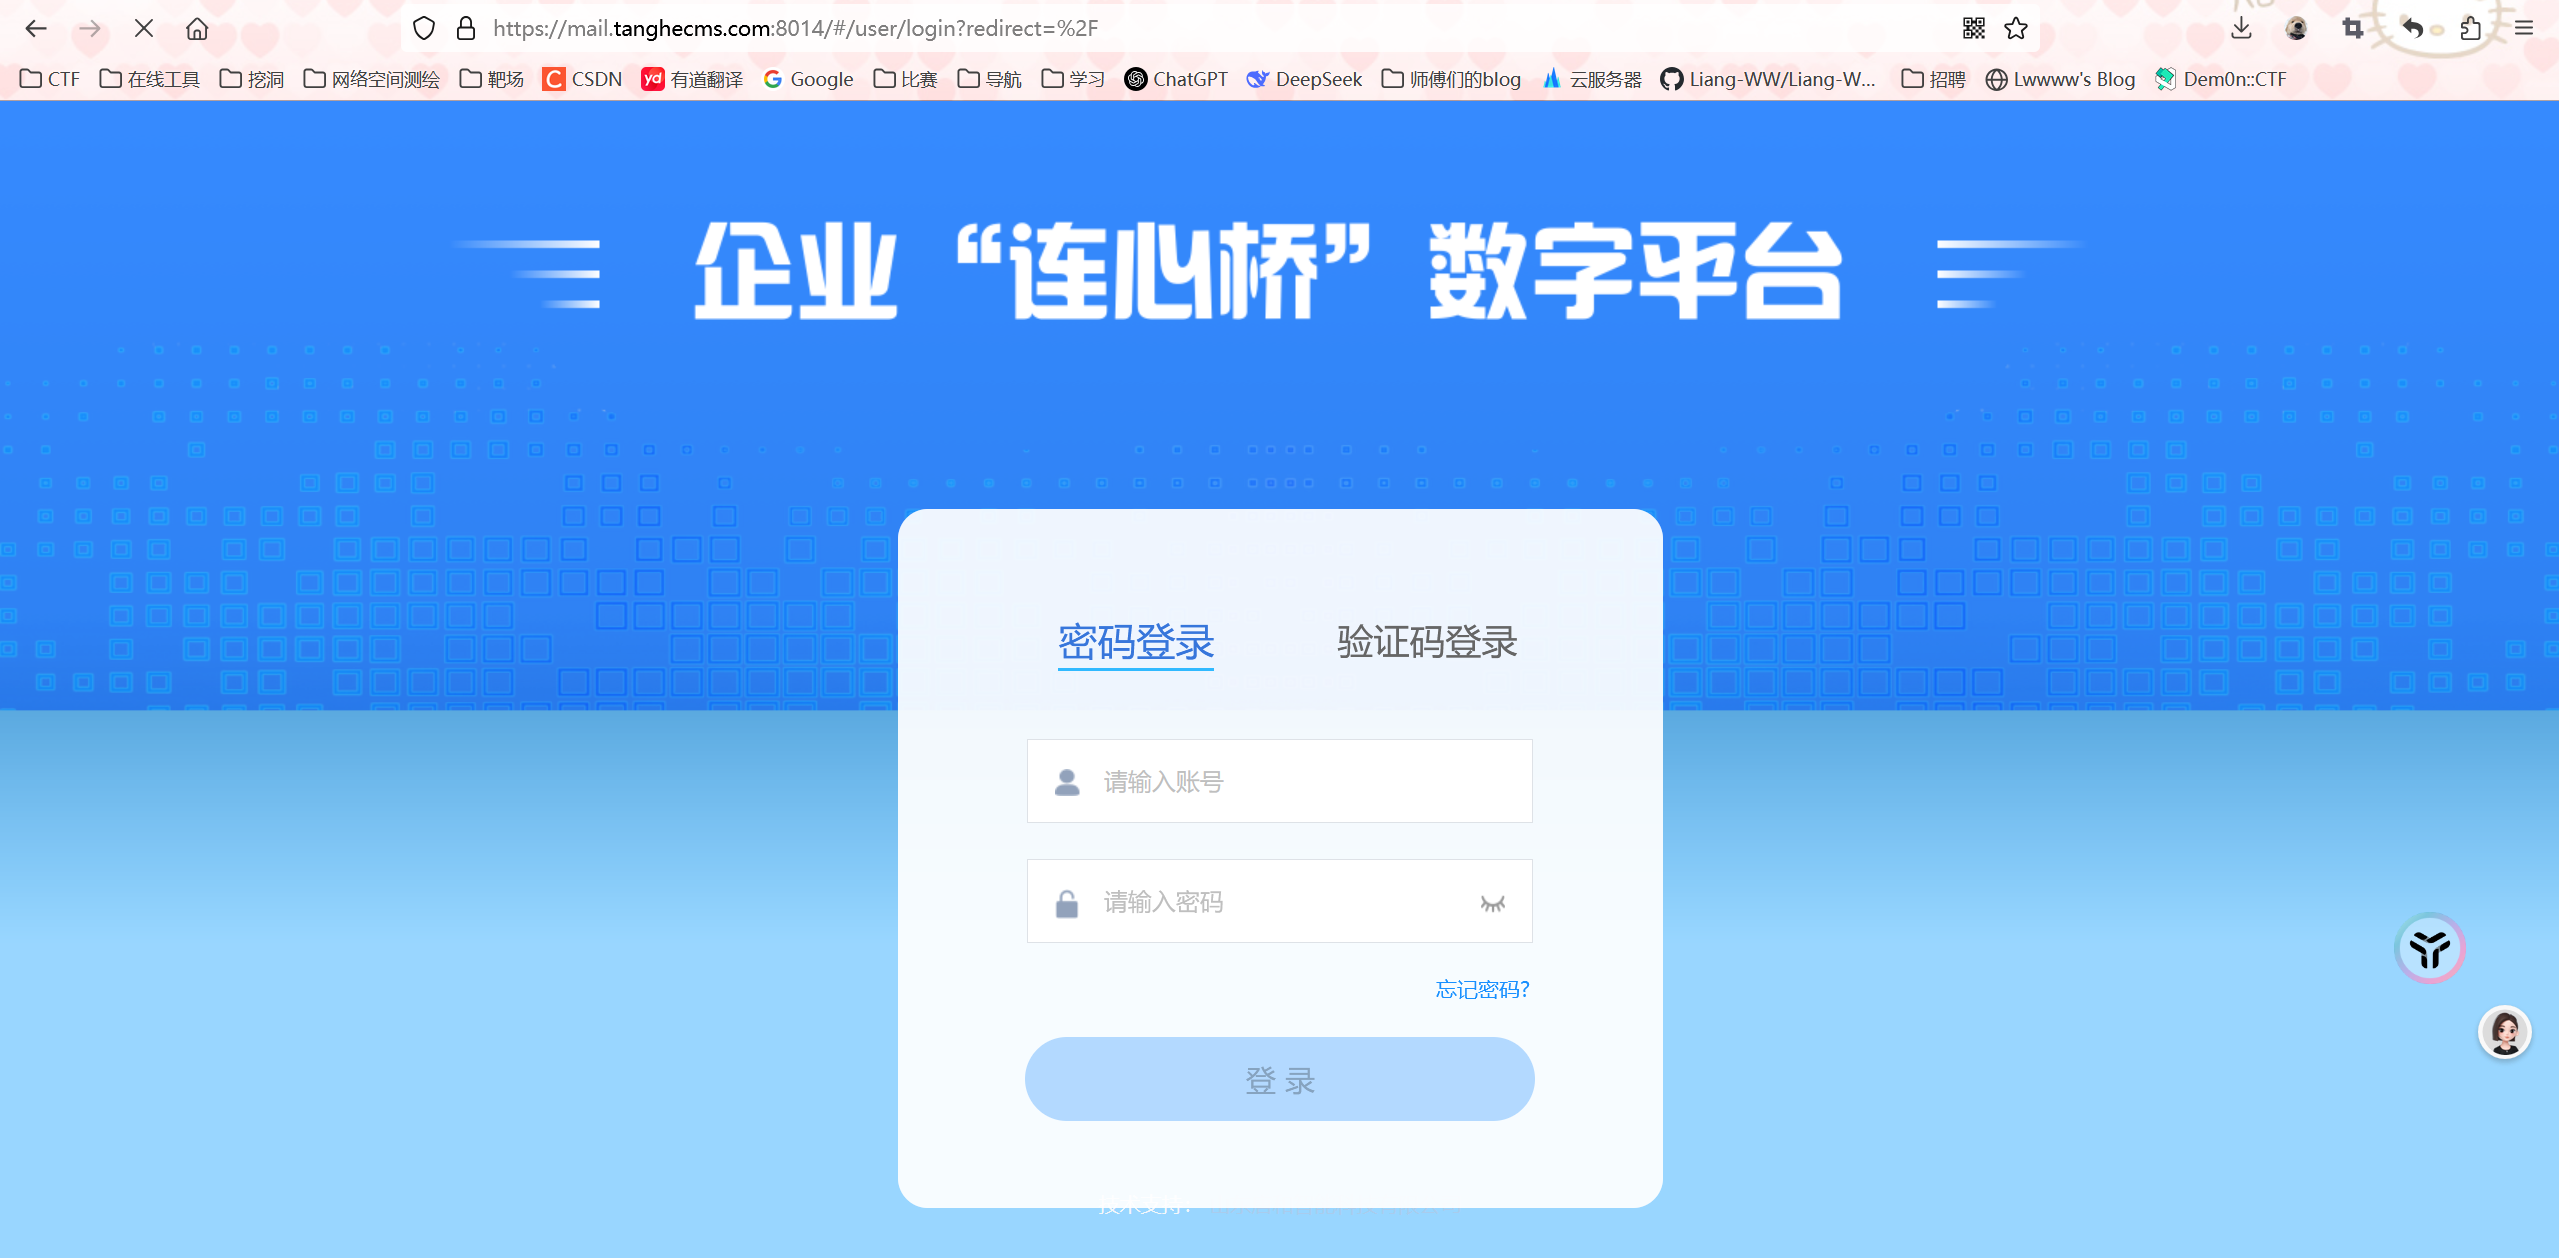 https://mail.tanghecms.com:8014/#/user/login?redirect=%2F
CTF 在线工具 挖洞 网络空间测绘 靶场 CSDN 有道翻译 Google 比赛 导航 学习 ChatGPT DeepSeek 师傅们的blog 云服务器 Liang-WW/Liang-W... 招聘 Lwwww's Blog Dem0n::CTF
企业“连心桥”数字平台
密码登录 验证码登录
请输入账号
请输入密码
忘记密码?
登 录
技术支持：